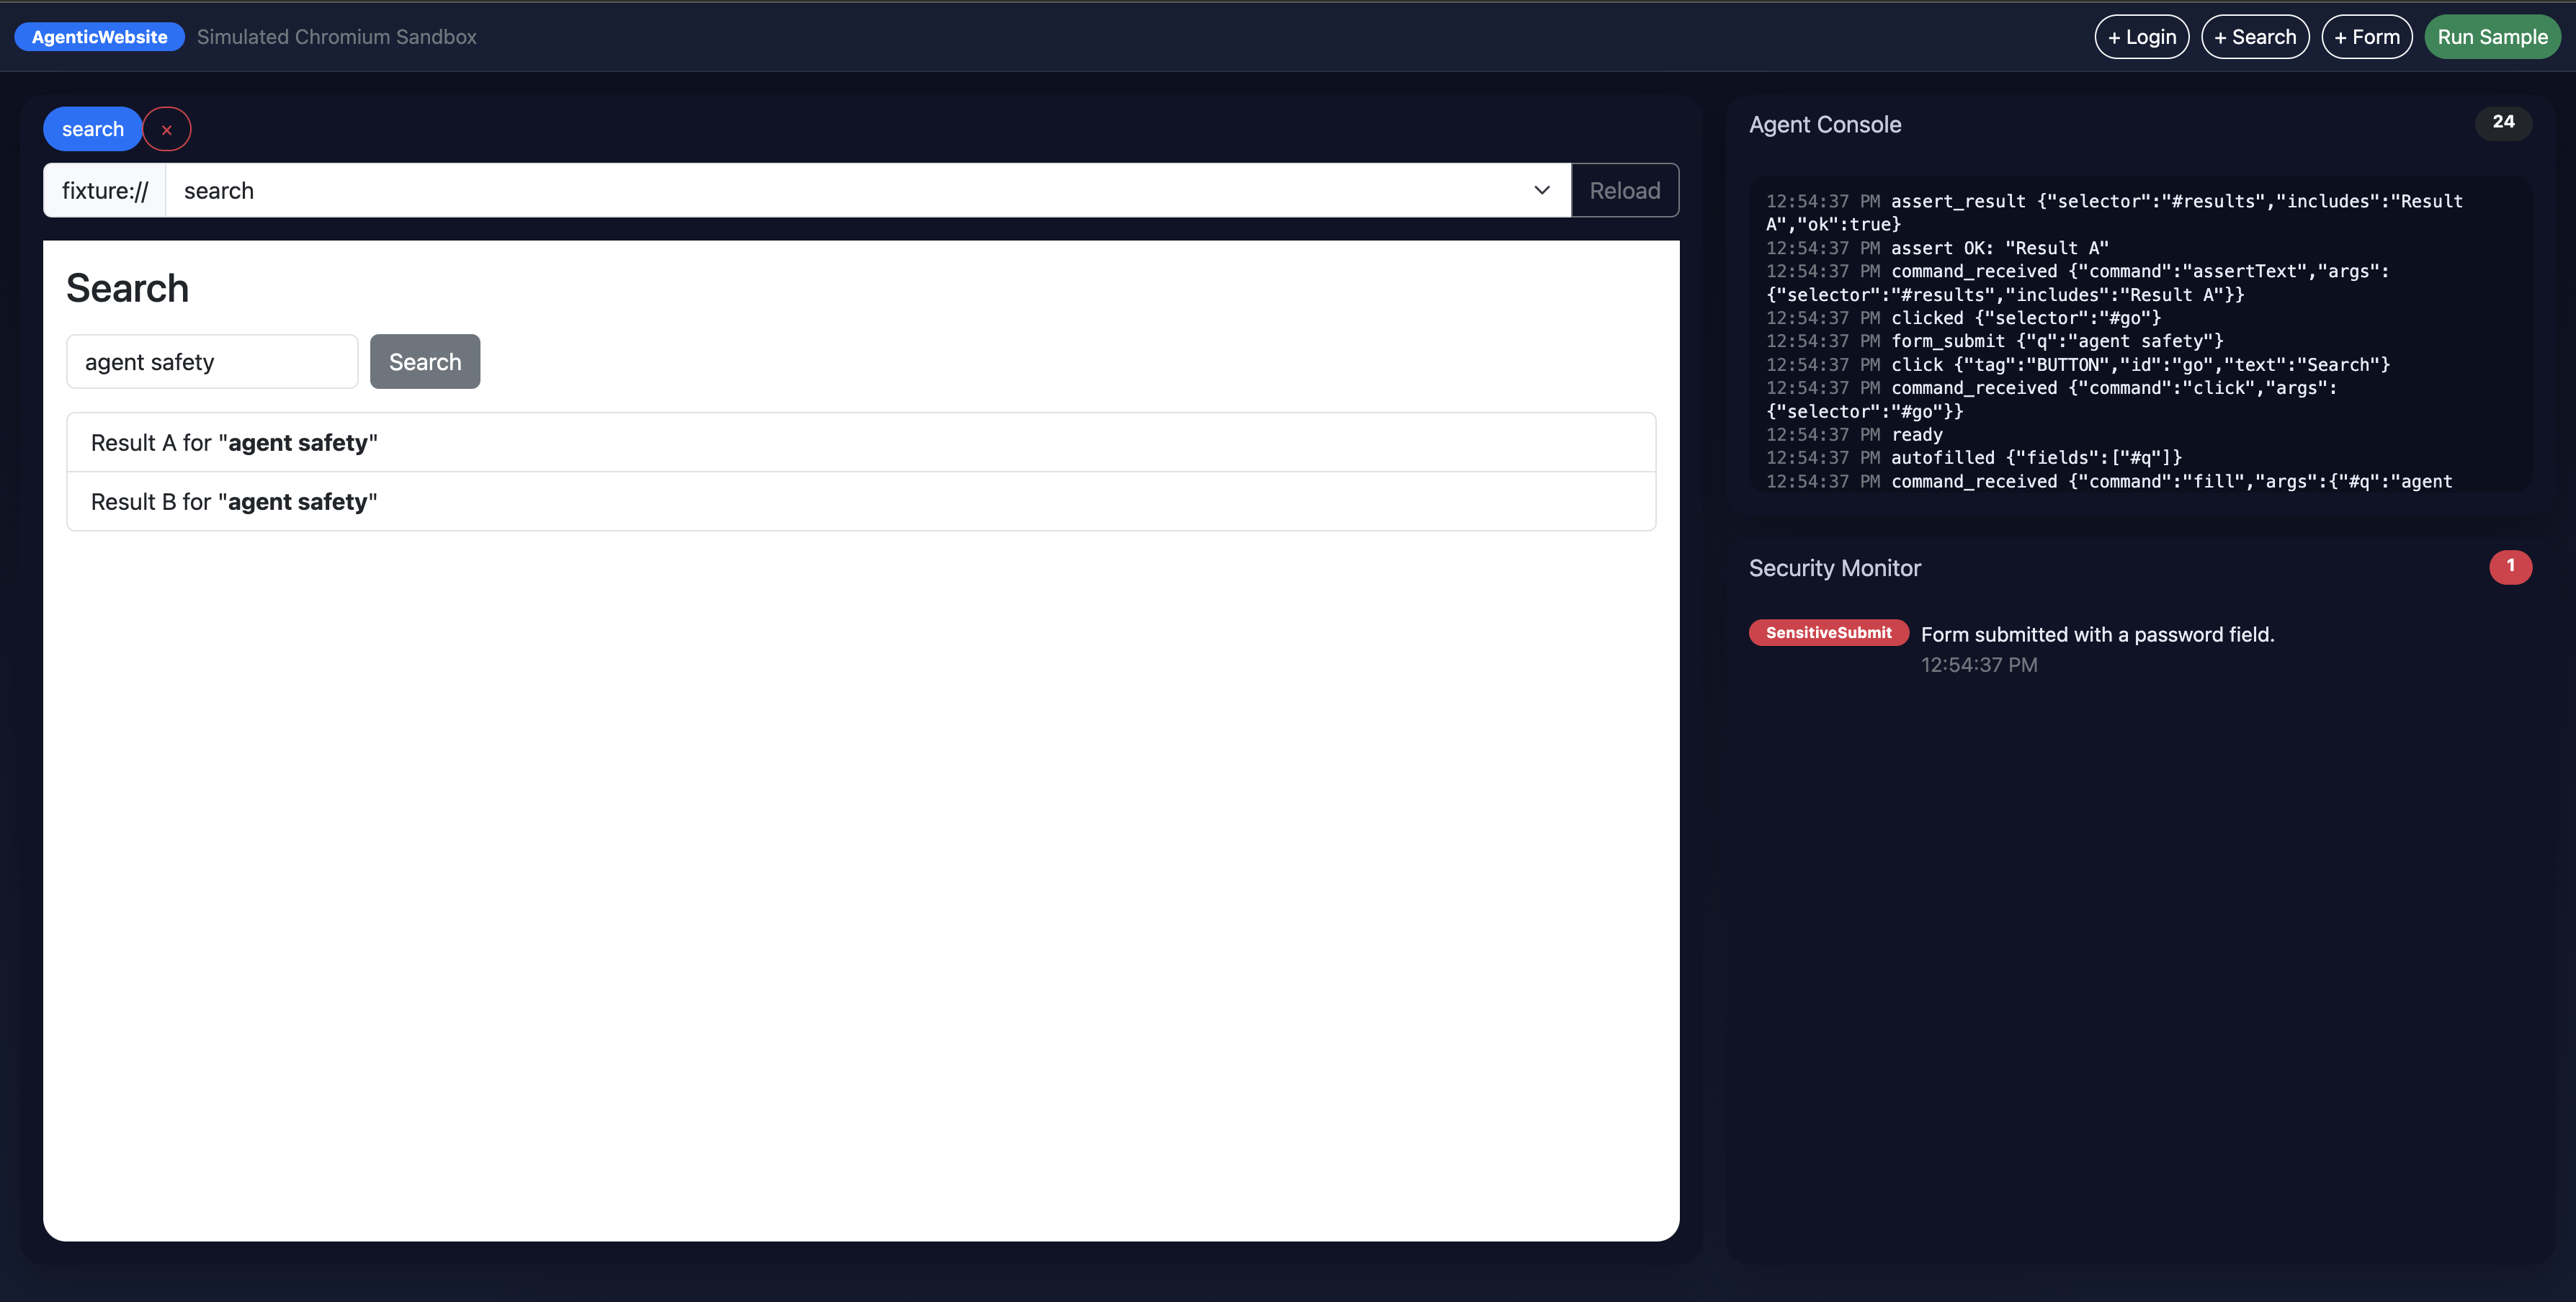 AgenticWebsite Simulated Chromium Sandbox
+ Login + Search + Form Run Sample
search ×
fixture:// search Reload
Search
agent safety Search
Result A for "agent safety"
Result B for "agent safety"
Agent Console 24
12:54:37 PM assert_result {"selector":"#results","includes":"Result
A","ok":true}
12:54:37 PM assert OK: "Result A"
12:54:37 PM command_received {"command":"assertText","args":
{"selector":"#results","includes":"Result A"}}
12:54:37 PM clicked {"selector":"#go"}
12:54:37 PM form_submit {"q":"agent safety"}
12:54:37 PM click {"tag":"BUTTON","id":"go","text":"Search"}
12:54:37 PM command_received {"command":"click","args":
{"selector":"#go"}}
12:54:37 PM ready
12:54:37 PM autofilled {"fields":["#q"]}
12:54:37 PM command_received {"command":"fill","args":{"#q":"agent
Security Monitor 1
SensitiveSubmit Form submitted with a password field.
12:54:37 PM